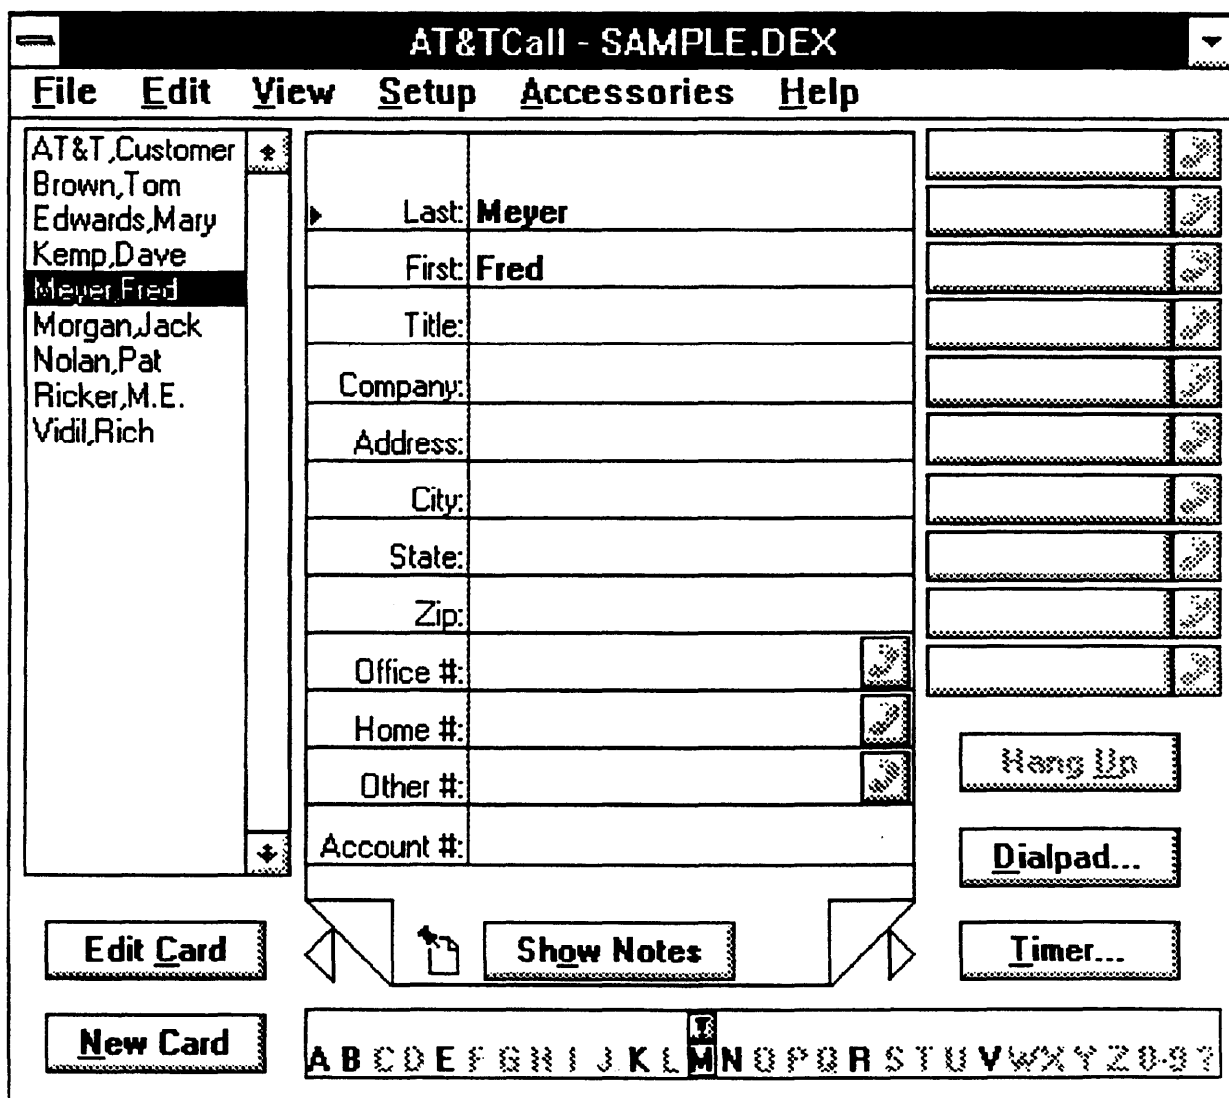 AT&TCall - SAMPLE.DEX
File Edit View Setup Accessories Help
AT&T,Customer
Brown,Tom
Edwards,Mary
Kemp,Dave
Meyer,Fred
Morgan,Jack
Nolan,Pat
Ricker,M.E.
Vidil,Rich
Last: Meyer
First: Fred
Title:
Company:
Address:
City:
State:
Zip:
Office #:
Home #:
Other #:
Account #:
Hang Up
Dialpad...
Timer...
Edit Card
Show Notes
New Card
A B C D E F G H I J K L M N O P Q R S T U V W X Y Z 0-9 ?